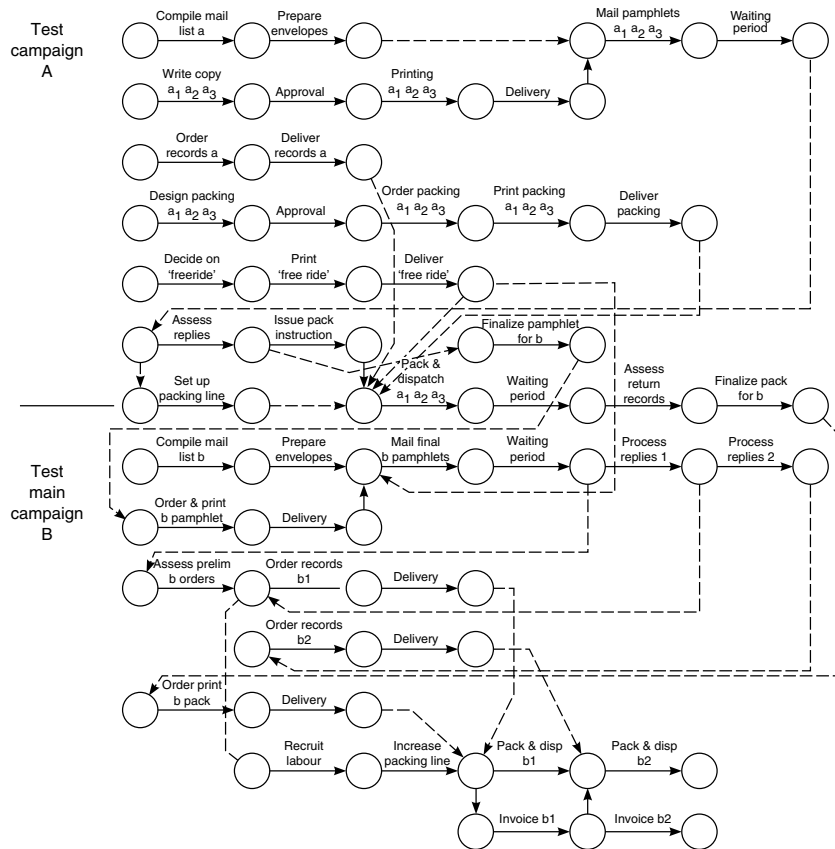 Test
campaign
A
Compile mail
list a
Prepare
envelopes
Mail pamphlets
a1 a2 a3
Waiting
period
Write copy
a1 a2 a3
Approval
Printing
a1 a2 a3
Delivery
Order
records a
Deliver
records a
Design packing
a1 a2 a3
Approval
Order packing
a1 a2 a3
Print packing
a1 a2 a3
Deliver
packing
Decide on
‘freeride’
Print
‘free ride’
Deliver
‘free ride’
Assess
replies
Issue pack
instruction
Finalize pamphlet
for b
Set up
packing line
Pack &
dispatch
a1 a2 a3
Waiting
period
Assess
return
records
Finalize pack
for b
Test
main
campaign
B
Compile mail
list b
Prepare
envelopes
Mail final
b pamphlets
Waiting
period
Process
replies 1
Process
replies 2
Order & print
b pamphlet
Delivery
Assess prelim
b orders
Order records
b1
Delivery
Order records
b2
Delivery
Order print
b pack
Delivery
Recruit
labour
Increase
packing line
Pack & disp
b1
Pack & disp
b2
Invoice b1
Invoice b2